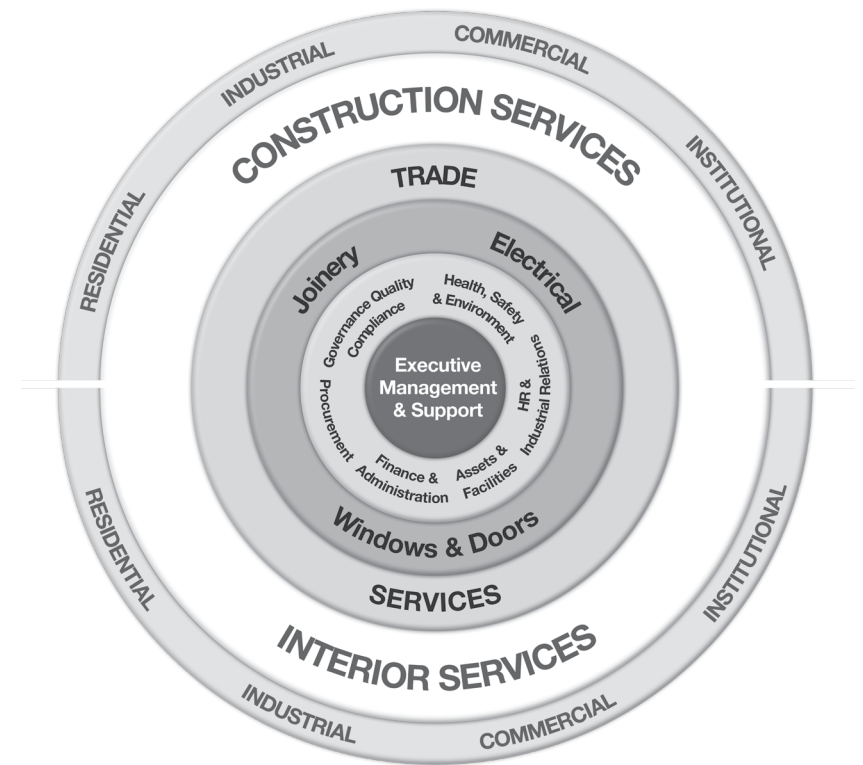 INDUSTRIAL
COMMERCIAL
RESIDENTIAL
INSTITUTIONAL
CONSTRUCTION SERVICES
TRADE
Joinery
Electrical
Governance Quality
Compliance
Health, Safety
& Environment
Procurement
HR &
Industrial Relations
Executive
Management
& Support
Finance &
Administration
Assets &
Facilities
Windows & Doors
SERVICES
INTERIOR SERVICES
RESIDENTIAL
INSTITUTIONAL
INDUSTRIAL
COMMERCIAL